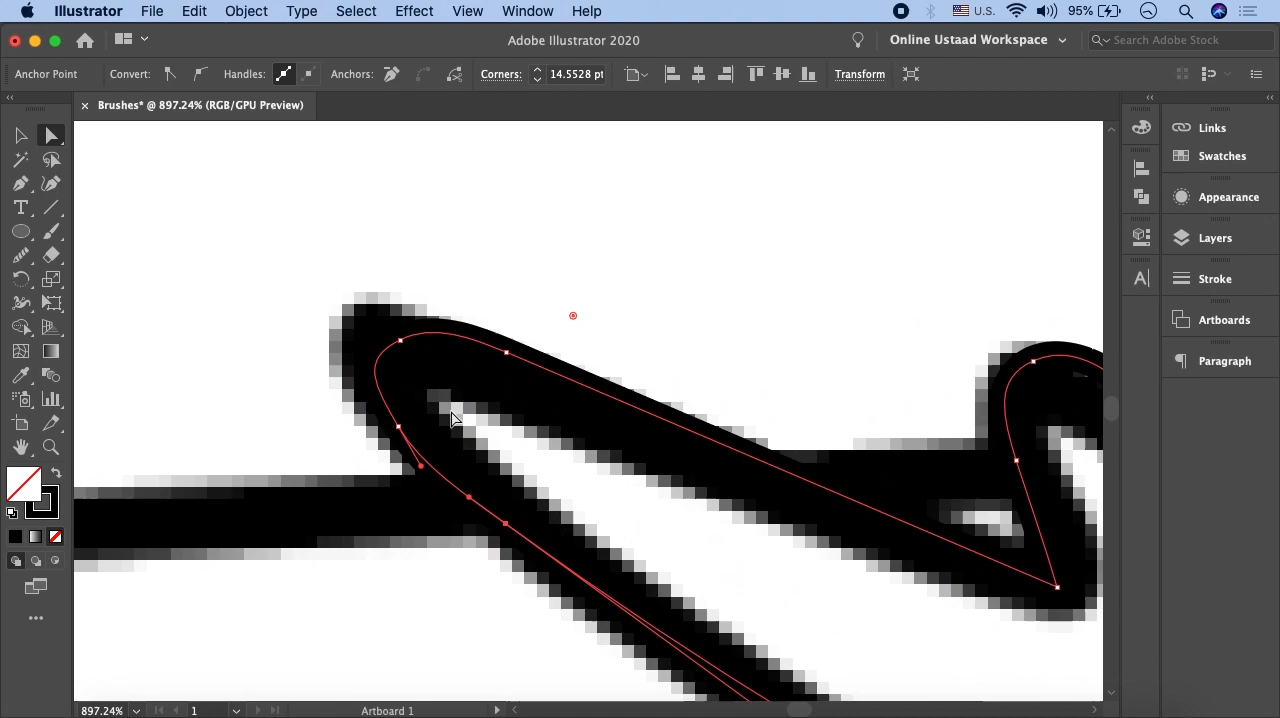 Illustrator File Edit Object Type Select Effect View Window Help U.S. 95%
Adobe Illustrator 2020 Online Ustaad Workspace Search Adobe Stock
Anchor Point Convert: Handles: Anchors: Corners: 14.5528 pt Transform
Brushes* @ 897.24% (RGB/GPU Preview)
Links
Swatches
Appearance
Layers
Stroke
Artboards
Paragraph
897.24% 1 Artboard 1